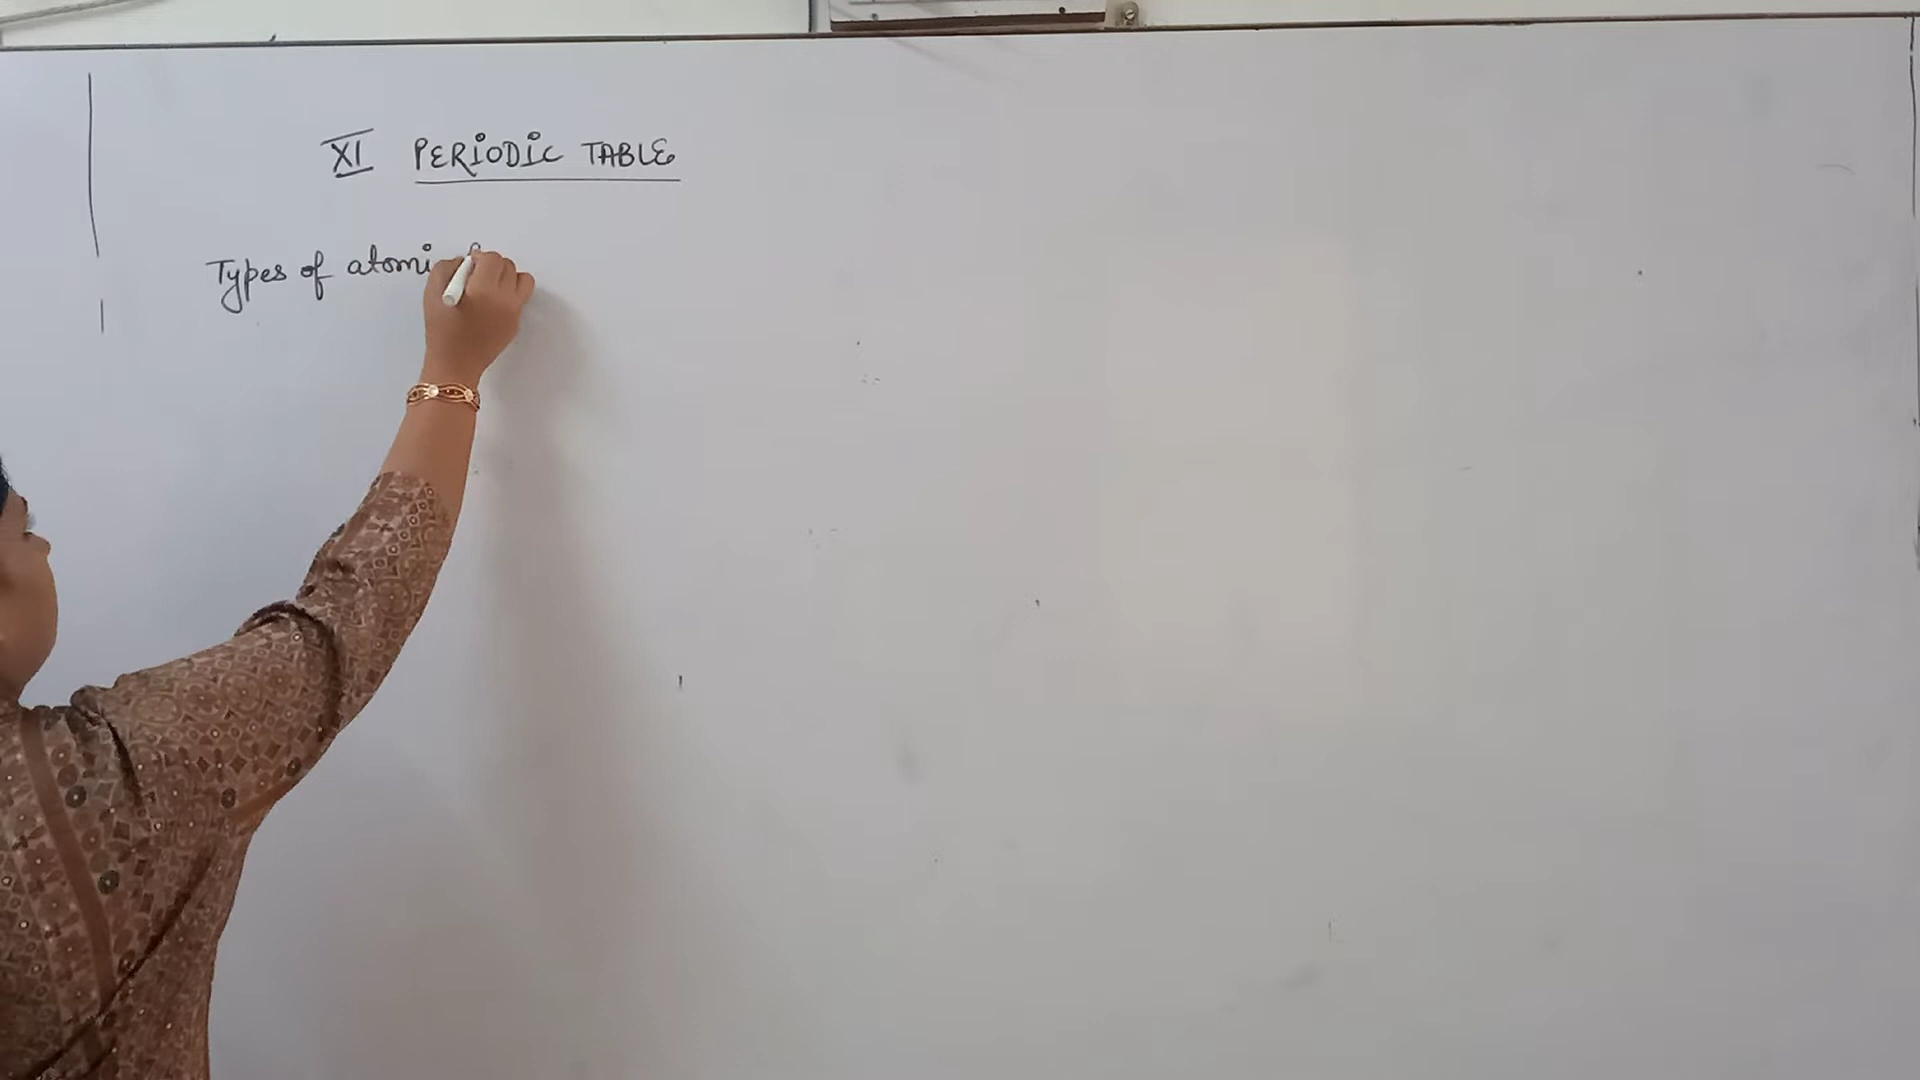 XI PERIODIC TABLE
Types of atomi